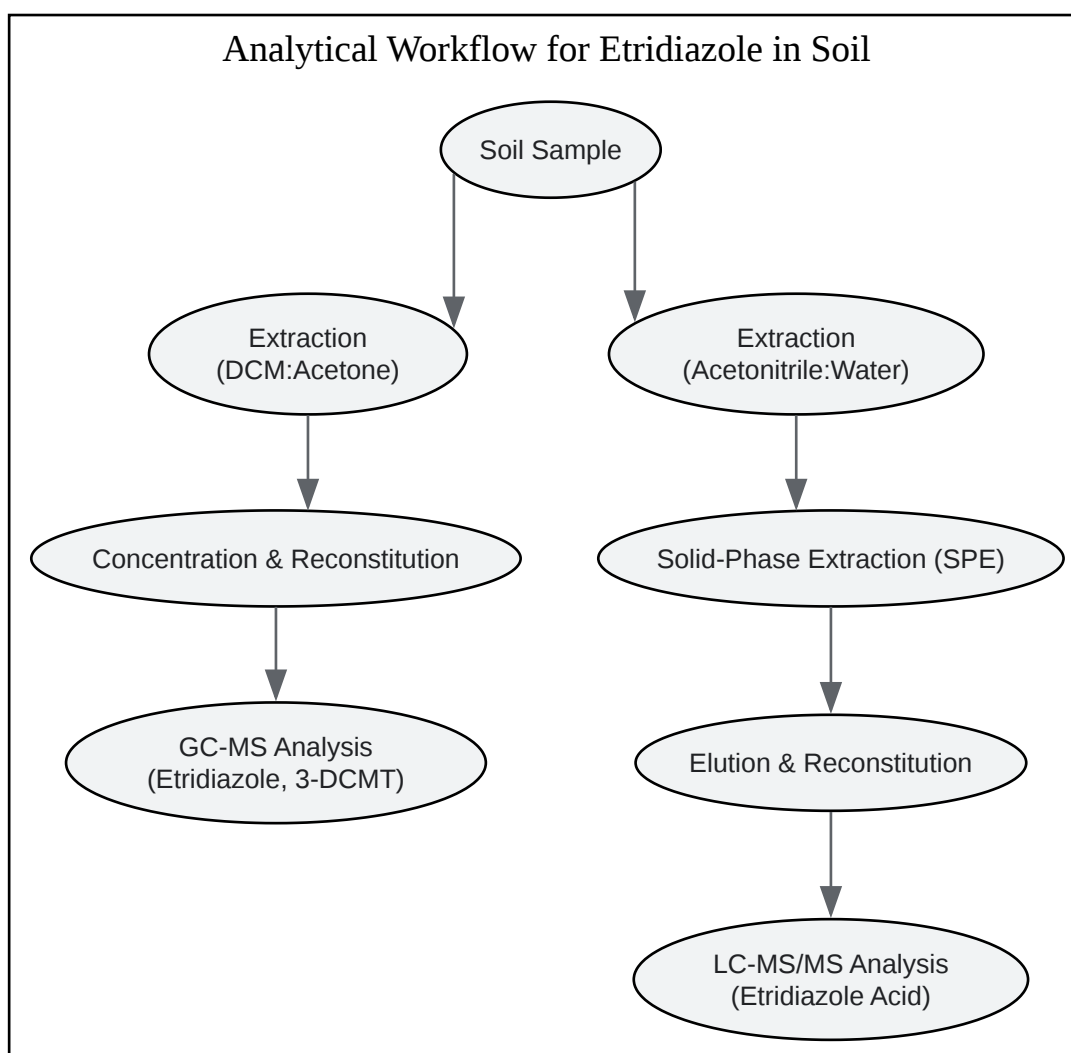 Analytical Workflow for Etridiazole in Soil
Soil Sample
Extraction
(DCM:Acetone)
Extraction
(Acetonitrile:Water)
Concentration & Reconstitution
Solid-Phase Extraction (SPE)
GC-MS Analysis
(Etridiazole, 3-DCMT)
Elution & Reconstitution
LC-MS/MS Analysis
(Etridiazole Acid)